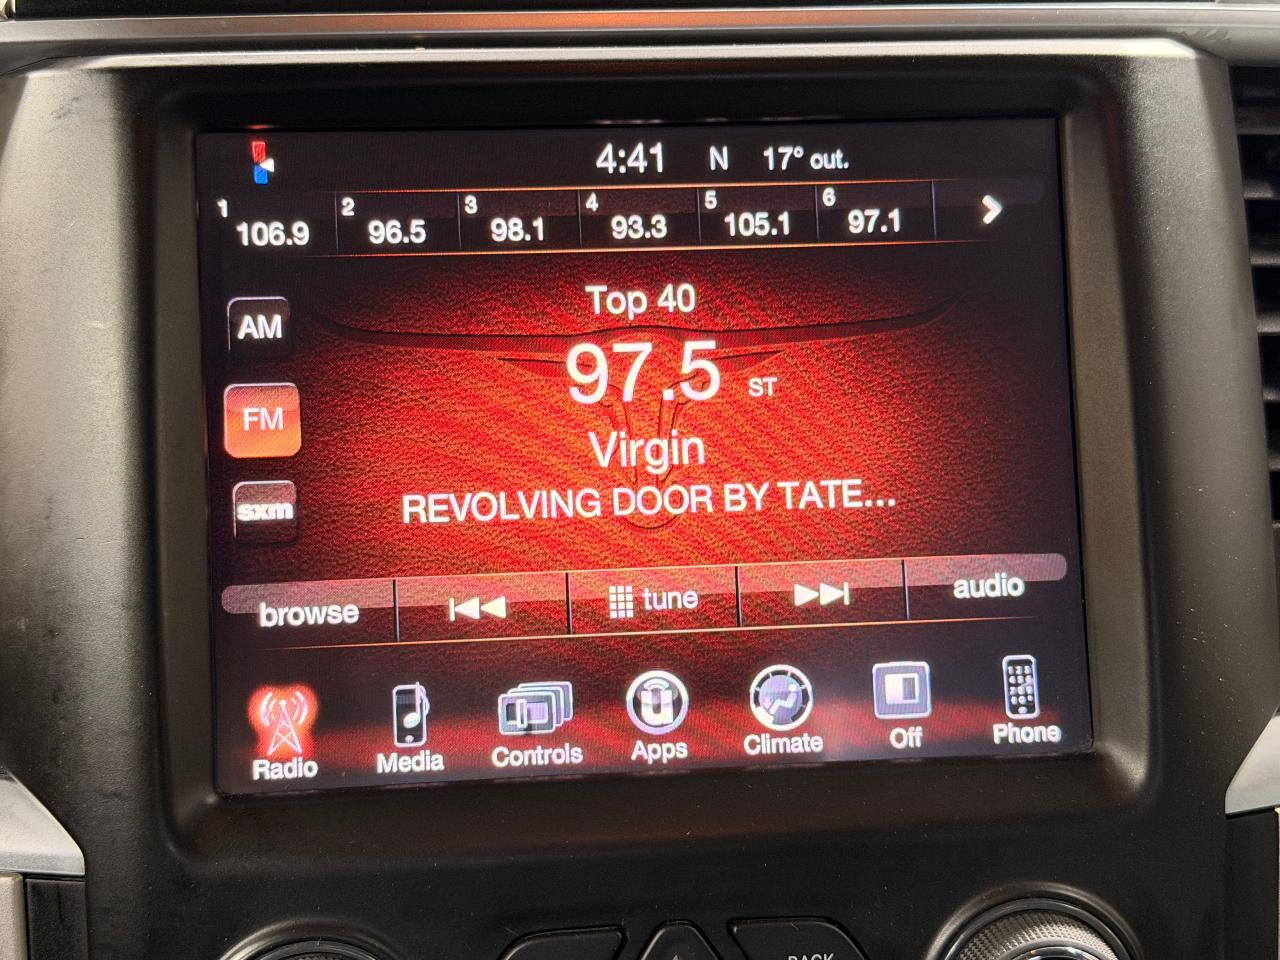 4:41 N 17° out.
1 106.9 2 96.5 3 98.1 4 93.3 5 105.1 6 97.1
Top 40
AM
97.5 ST
FM
Virgin
REVOLVING DOOR BY TATE...
sxm
browse tune audio
Radio Media Controls Apps Climate Off Phone
BACK